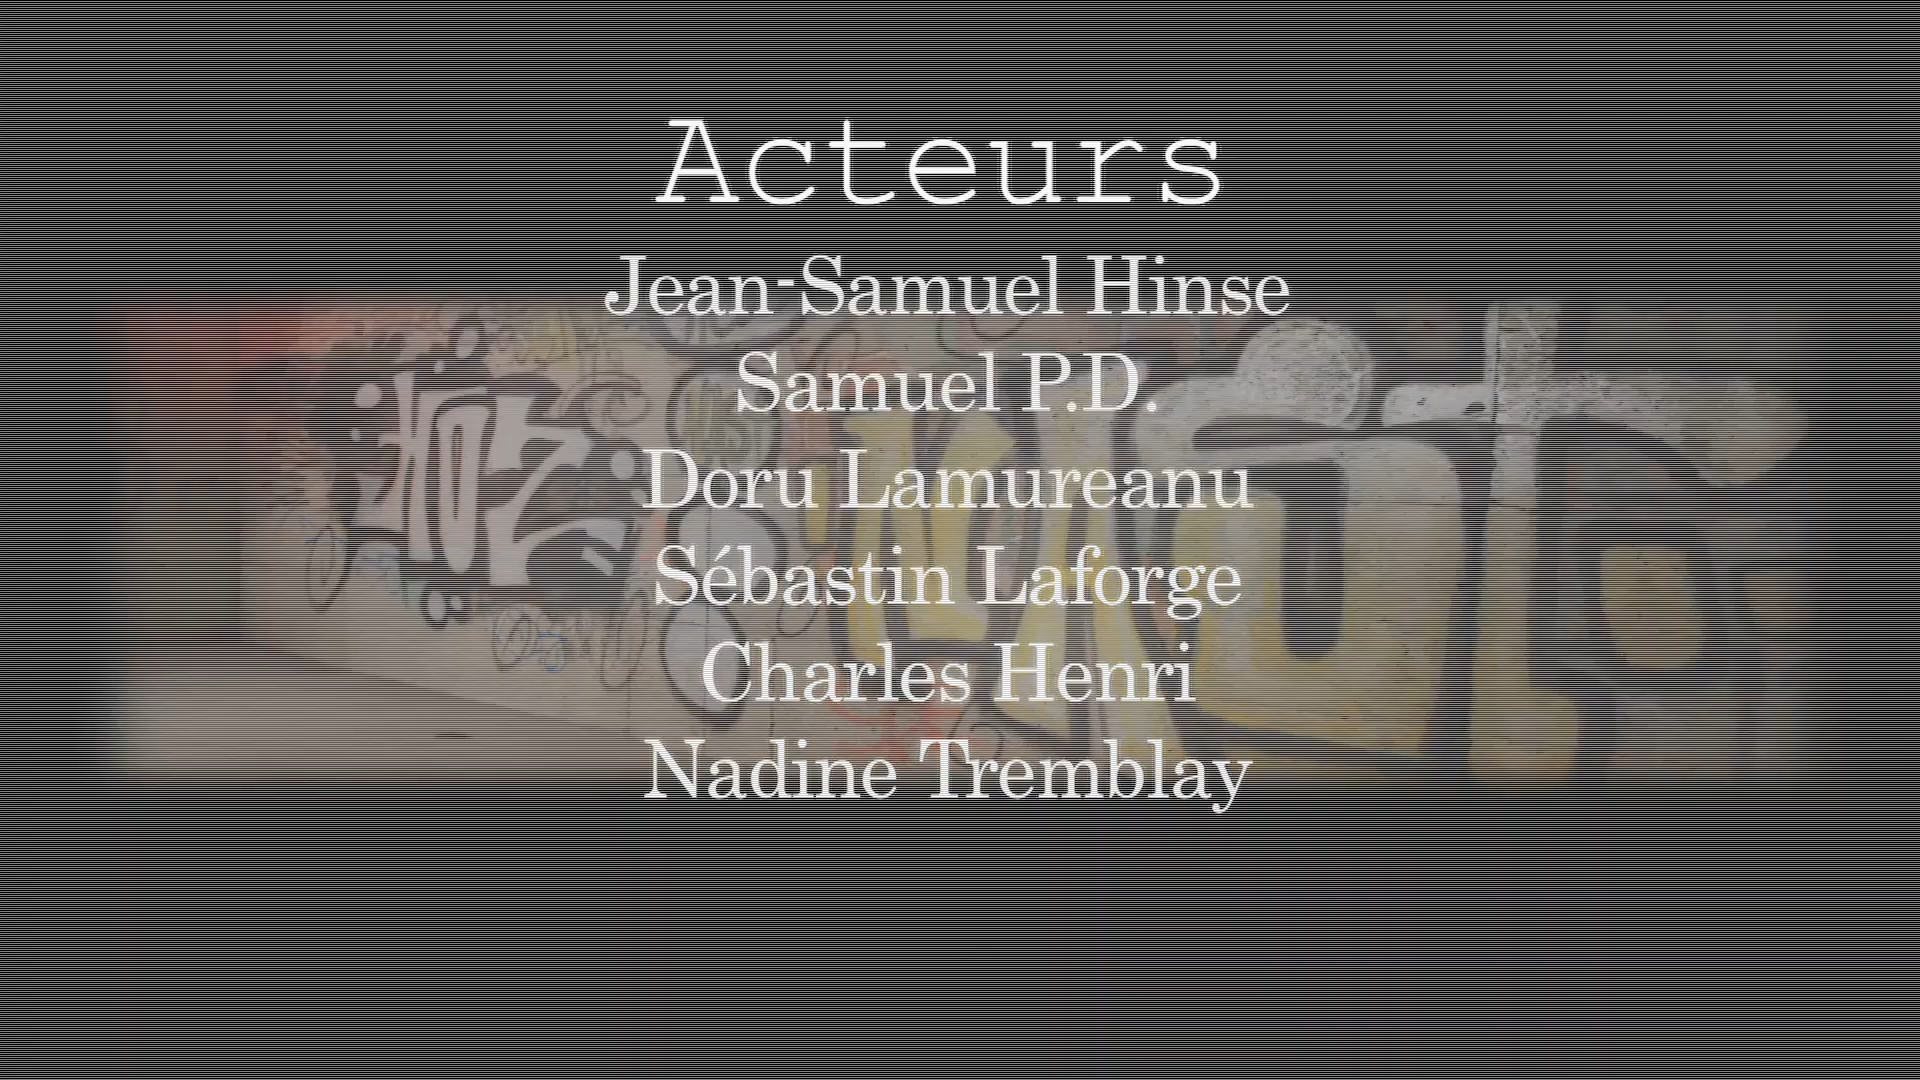 Acteurs
Jean-Samuel Hinse
Samuel P.D.
Doru Lamureanu
Sébastin Laforge
Charles Henri
Nadine Tremblay